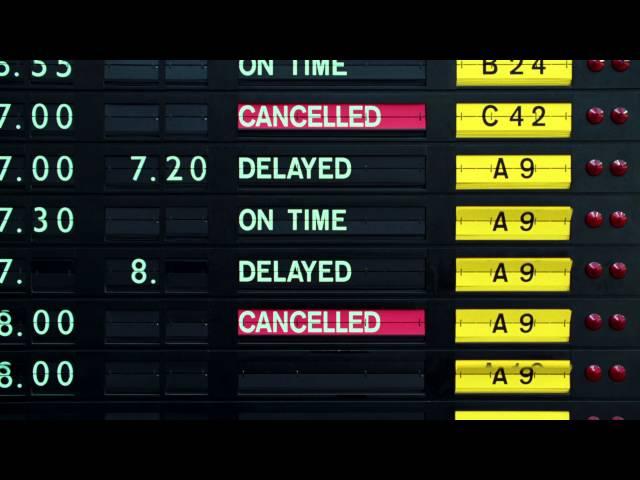 .55 ON TIME B 24
7.00 CANCELLED C 42
7.00 7.20 DELAYED A 9
7.30 ON TIME A 9
7. 8. DELAYED A 9
8.00 CANCELLED A 9
8.00 A 9